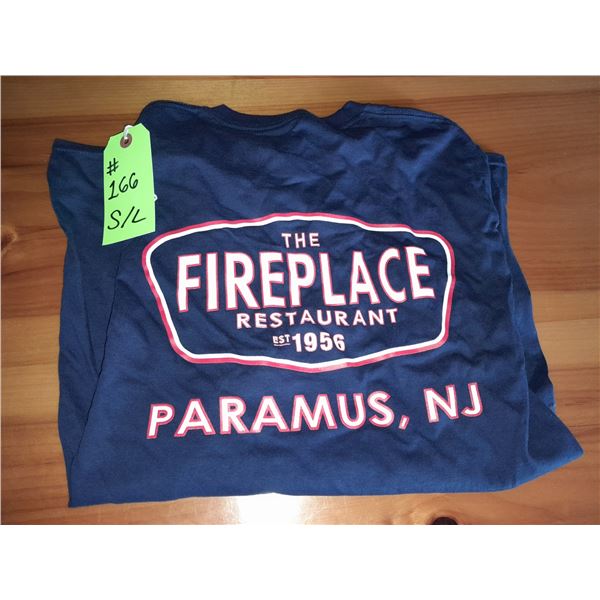 #
166
S/L
THE
FIREPLACE
RESTAURANT
EST 1956
PARAMUS, NJ